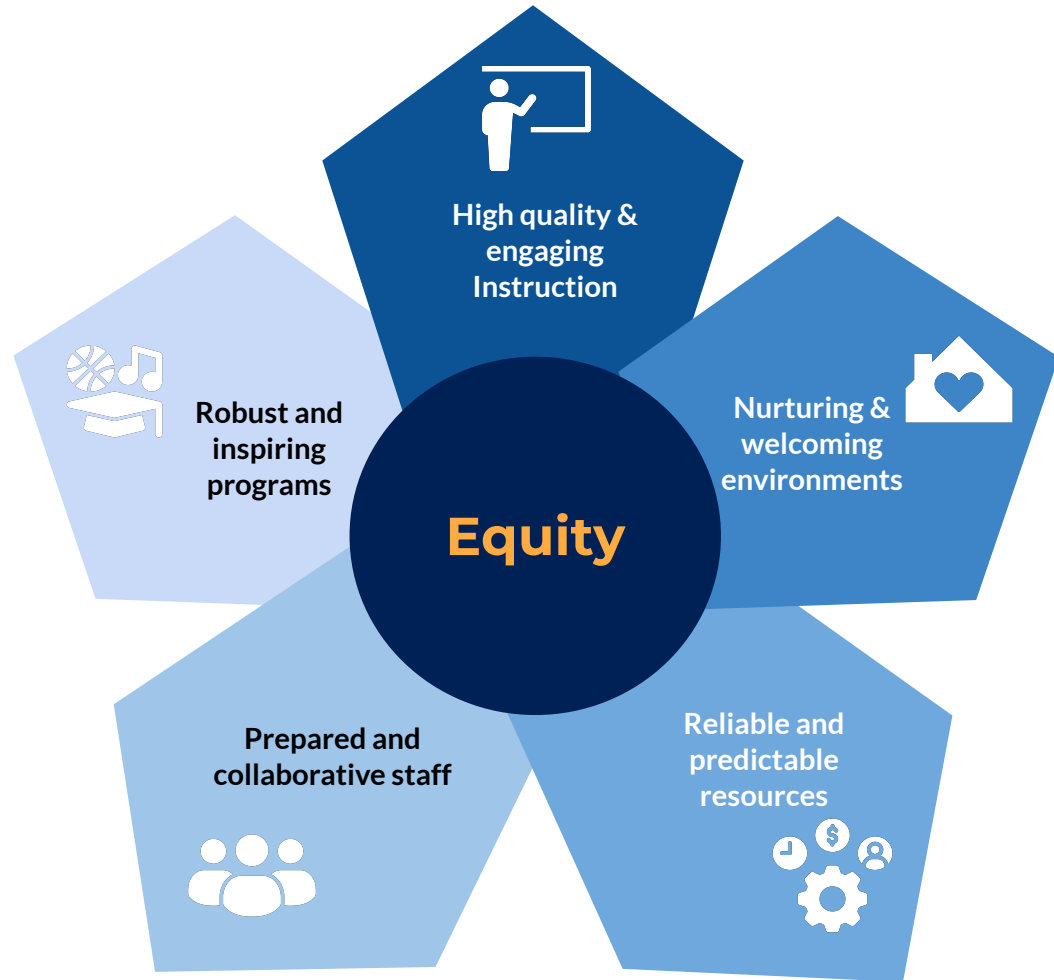 High quality &
engaging
Instruction
Nurturing &
welcoming
environments
Reliable and
predictable
resources
Prepared and
collaborative staff
Robust and
inspiring
programs
Equity
$